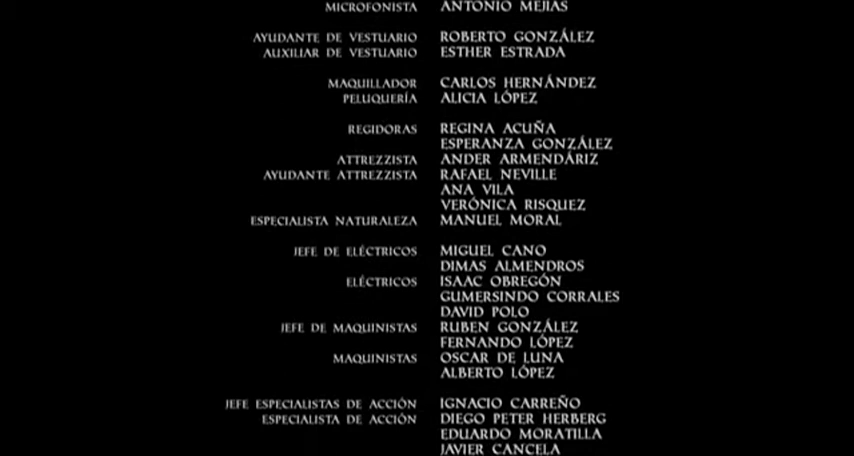 MICROFONISTA ANTONIO MEJÍAS
AYUDANTE DE VESTUARIO ROBERTO GONZÁLEZ
AUXILIAR DE VESTUARIO ESTHER ESTRADA
MAQUILLADOR CARLOS HERNÁNDEZ
PELUQUERÍA ALICIA LÓPEZ
REGIDORAS REGINA ACUÑA
ESPERANZA GONZÁLEZ
ATTREZZISTA ANDER ARMENDÁRIZ
AYUDANTE ATTREZZISTA RAFAEL NEVILLE
ANA VILA
VERÓNICA RISQUEZ
ESPECIALISTA NATURALEZA MANUEL MORAL
JEFE DE ELÉCTRICOS MIGUEL CANO
DIMAS ALMENDROS
ELÉCTRICOS ISAAC OBREGÓN
GUMERSINDO CORRALES
DAVID POLO
JEFE DE MAQUINISTAS RUBEN GONZÁLEZ
FERNANDO LÓPEZ
MAQUINISTAS OSCAR DE LUNA
ALBERTO LÓPEZ
JEFE ESPECIALISTAS DE ACCIÓN IGNACIO CARREÑO
ESPECIALISTA DE ACCIÓN DIEGO PETER HERBERG
EDUARDO MORATILLA
JAVIER CANCELA